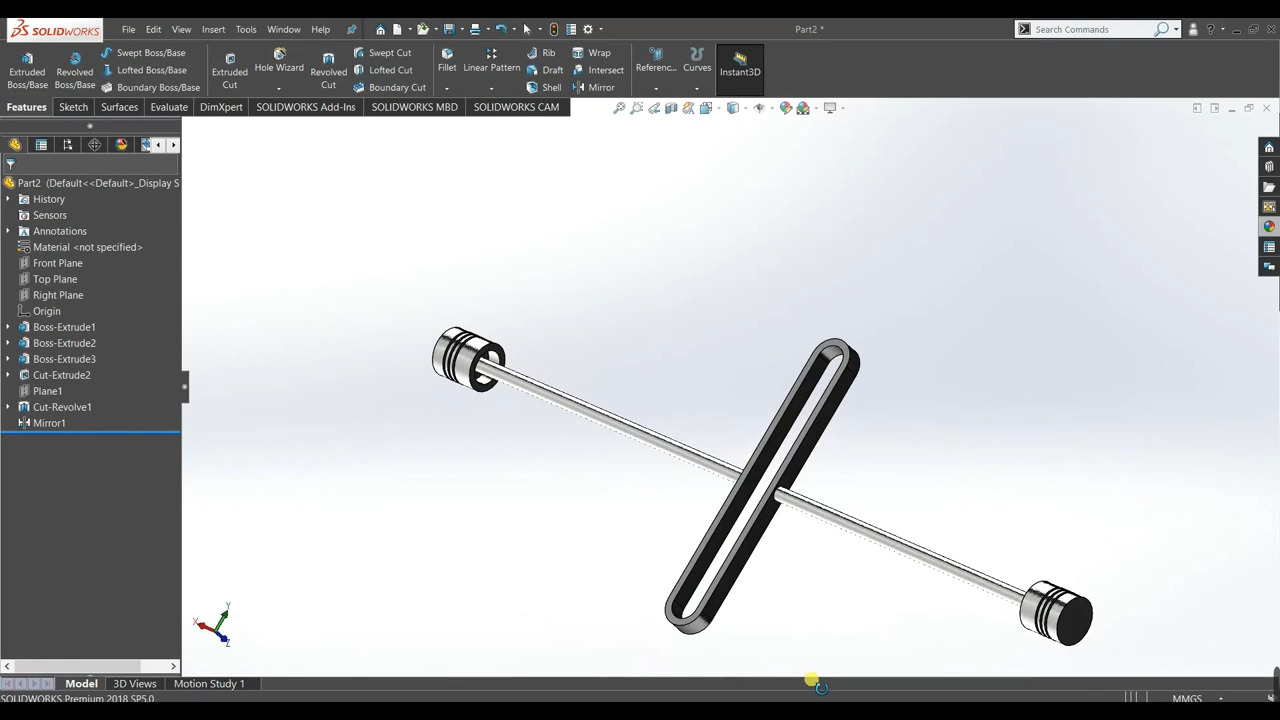 SOLIDWORKS File Edit View Insert Tools Window Help Part2 * Search Commands
Extruded Boss/Base Revolved Boss/Base Swept Boss/Base Lofted Boss/Base Boundary Boss/Base Extruded Cut Hole Wizard Revolved Cut Swept Cut Lofted Cut Boundary Cut Fillet Linear Pattern Rib Draft Shell Wrap Intersect Mirror Referenc... Curves Instant3D
Features Sketch Surfaces Evaluate DimXpert SOLIDWORKS Add-Ins SOLIDWORKS MBD SOLIDWORKS CAM
Part2 (Default<<Default>_Display S
History
Sensors
Annotations
Material <not specified>
Front Plane
Top Plane
Right Plane
Origin
Boss-Extrude1
Boss-Extrude2
Boss-Extrude3
Cut-Extrude2
Plane1
Cut-Revolve1
Mirror1
Y
X
Z
Model 3D Views Motion Study 1
SOLIDWORKS Premium 2018 SP5.0 MMGS